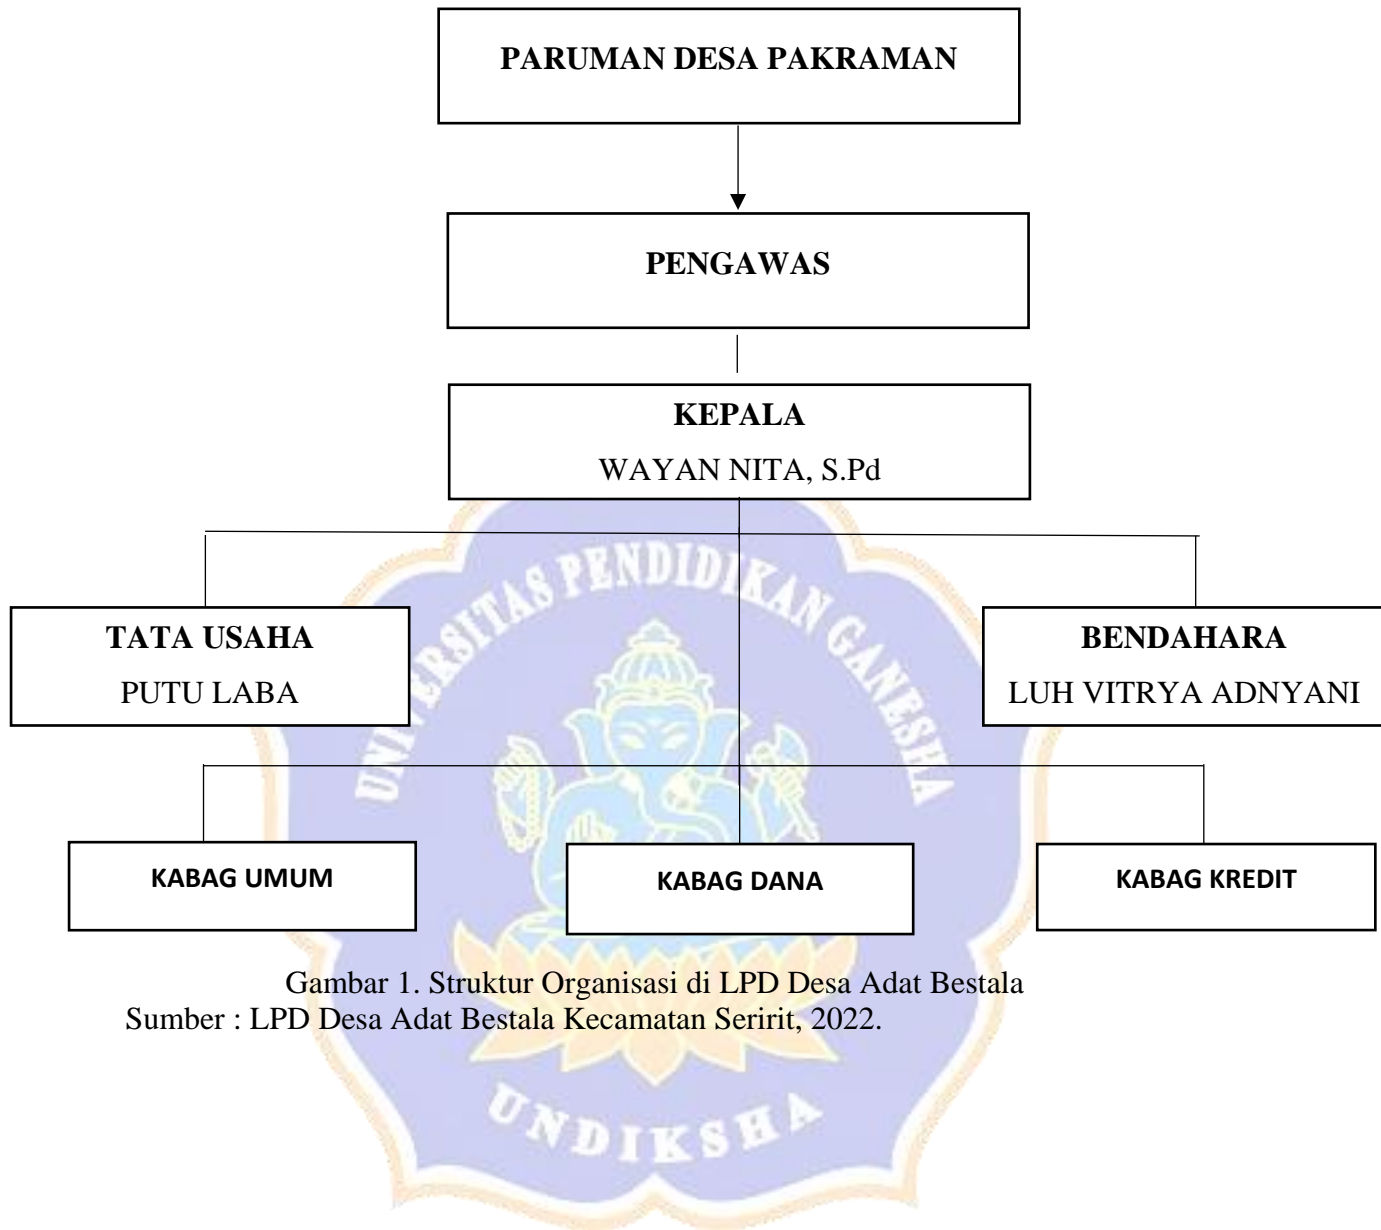 PARUMAN DESA PAKRAMAN
PENGAWAS
KEPALA
WAYAN NITA, S.Pd
TATA USAHA
PUTU LABA
BENDAHARA
LUH VITRYA ADNYANI
KABAG UMUM
KABAG DANA
KABAG KREDIT
Gambar 1. Struktur Organisasi di LPD Desa Adat Bestala
Sumber : LPD Desa Adat Bestala Kecamatan Seririt, 2022.
UNIVERSITAS PENDIDIKAN GANESHA
UNDIKSHA